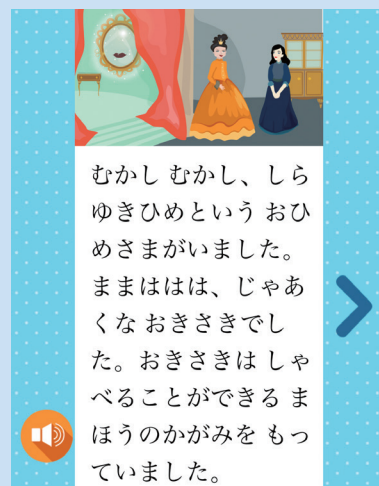 むかし むかし、しら
ゆきひめという おひ
めさまがいました。
ままははは、じゃあ
くな おきさきでし
た。おきさきは しゃ
べることができる ま
ほうのかがみを もっ
ていました。